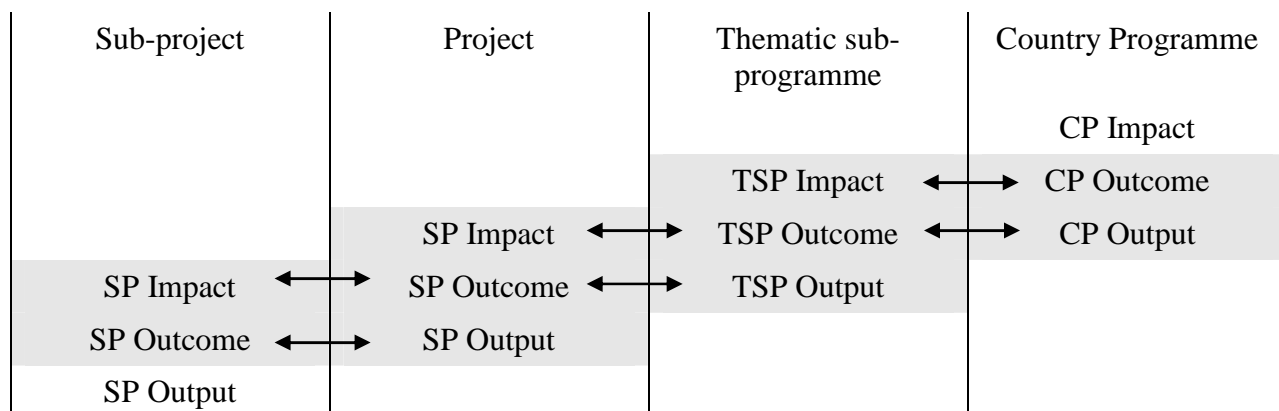 Sub-project Project Thematic sub- Country Programme
programme
CP Impact
TSP Impact CP Outcome
SP Impact TSP Outcome CP Output
SP Impact SP Outcome TSP Output
SP Outcome SP Output
SP Output